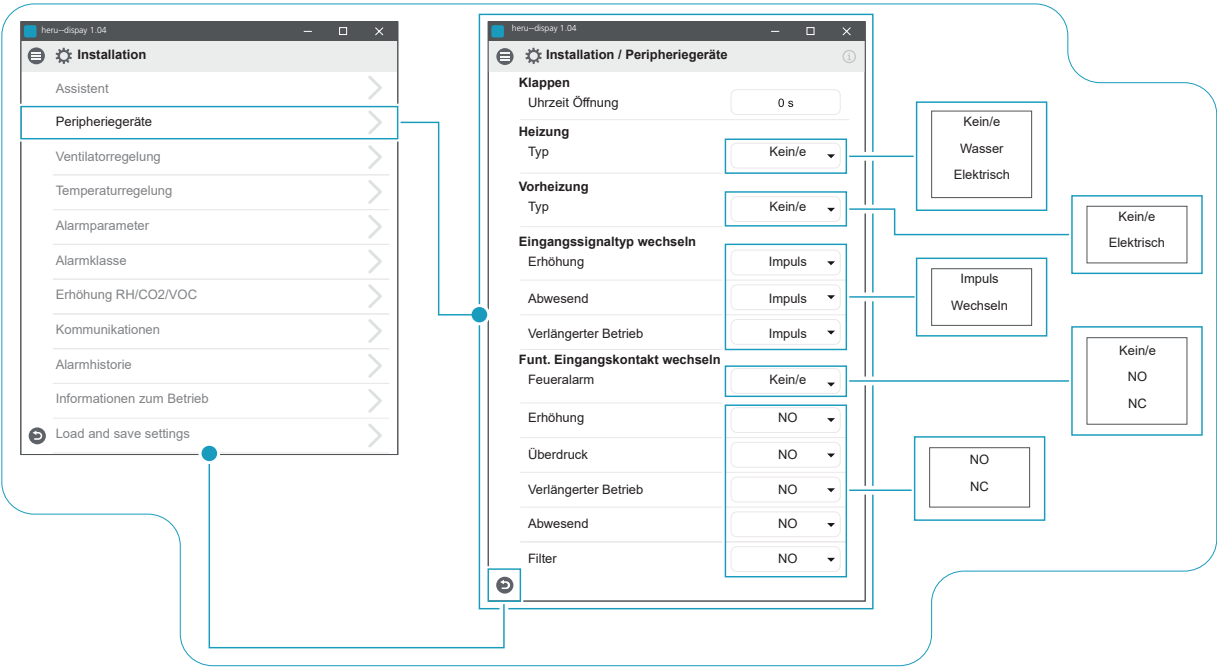 heru--dispay 1.04
Installation
Assistent
Peripheriegeräte
Ventilatorregelung
Temperaturregelung
Alarmparameter
Alarmklasse
Erhöhung RH/CO2/VOC
Kommunikationen
Alarmhistorie
Informationen zum Betrieb
Load and save settings
heru--dispay 1.04
Installation / Peripheriegeräte
Klappen
Uhrzeit Öffnung 0 s
Heizung
Typ Kein/e
Vorheizung
Typ Kein/e
Eingangssignaltyp wechseln
Erhöhung Impuls
Abwesend Impuls
Verlängerter Betrieb Impuls
Funt. Eingangskontakt wechseln
Feueralarm Kein/e
Erhöhung NO
Überdruck NO
Verlängerter Betrieb NO
Abwesend NO
Filter NO
Kein/e
Wasser
Elektrisch
Kein/e
Elektrisch
Impuls
Wechseln
Kein/e
NO
NC
NO
NC